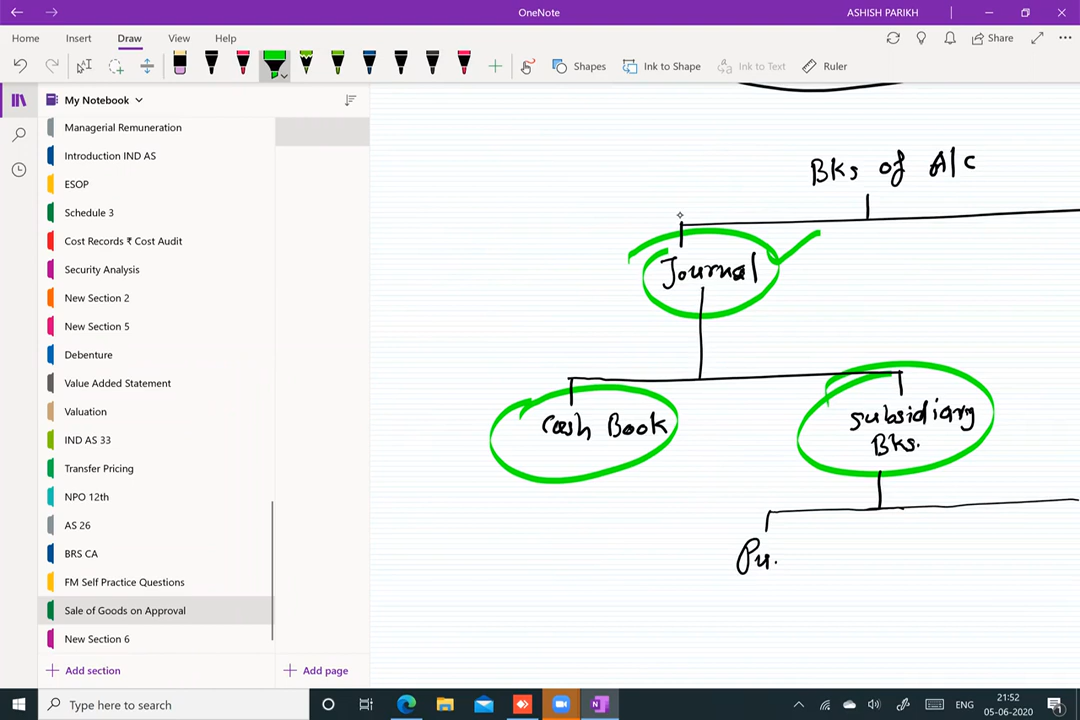 OneNote
ASHISH PARIKH
Home Insert Draw View Help
Share
Shapes Ink to Shape Ink to Text Ruler
My Notebook
Managerial Remuneration
Introduction IND AS
ESOP
Schedule 3
Cost Records ₹ Cost Audit
Security Analysis
New Section 2
New Section 5
Debenture
Value Added Statement
Valuation
IND AS 33
Transfer Pricing
NPO 12th
AS 26
BRS CA
FM Self Practice Questions
Sale of Goods on Approval
New Section 6
Add section
Add page
Bks of A/c
Journal
Cash Book
Subsidiary
Bks.
Pu.
Type here to search
ENG
21:52
05-06-2020
1